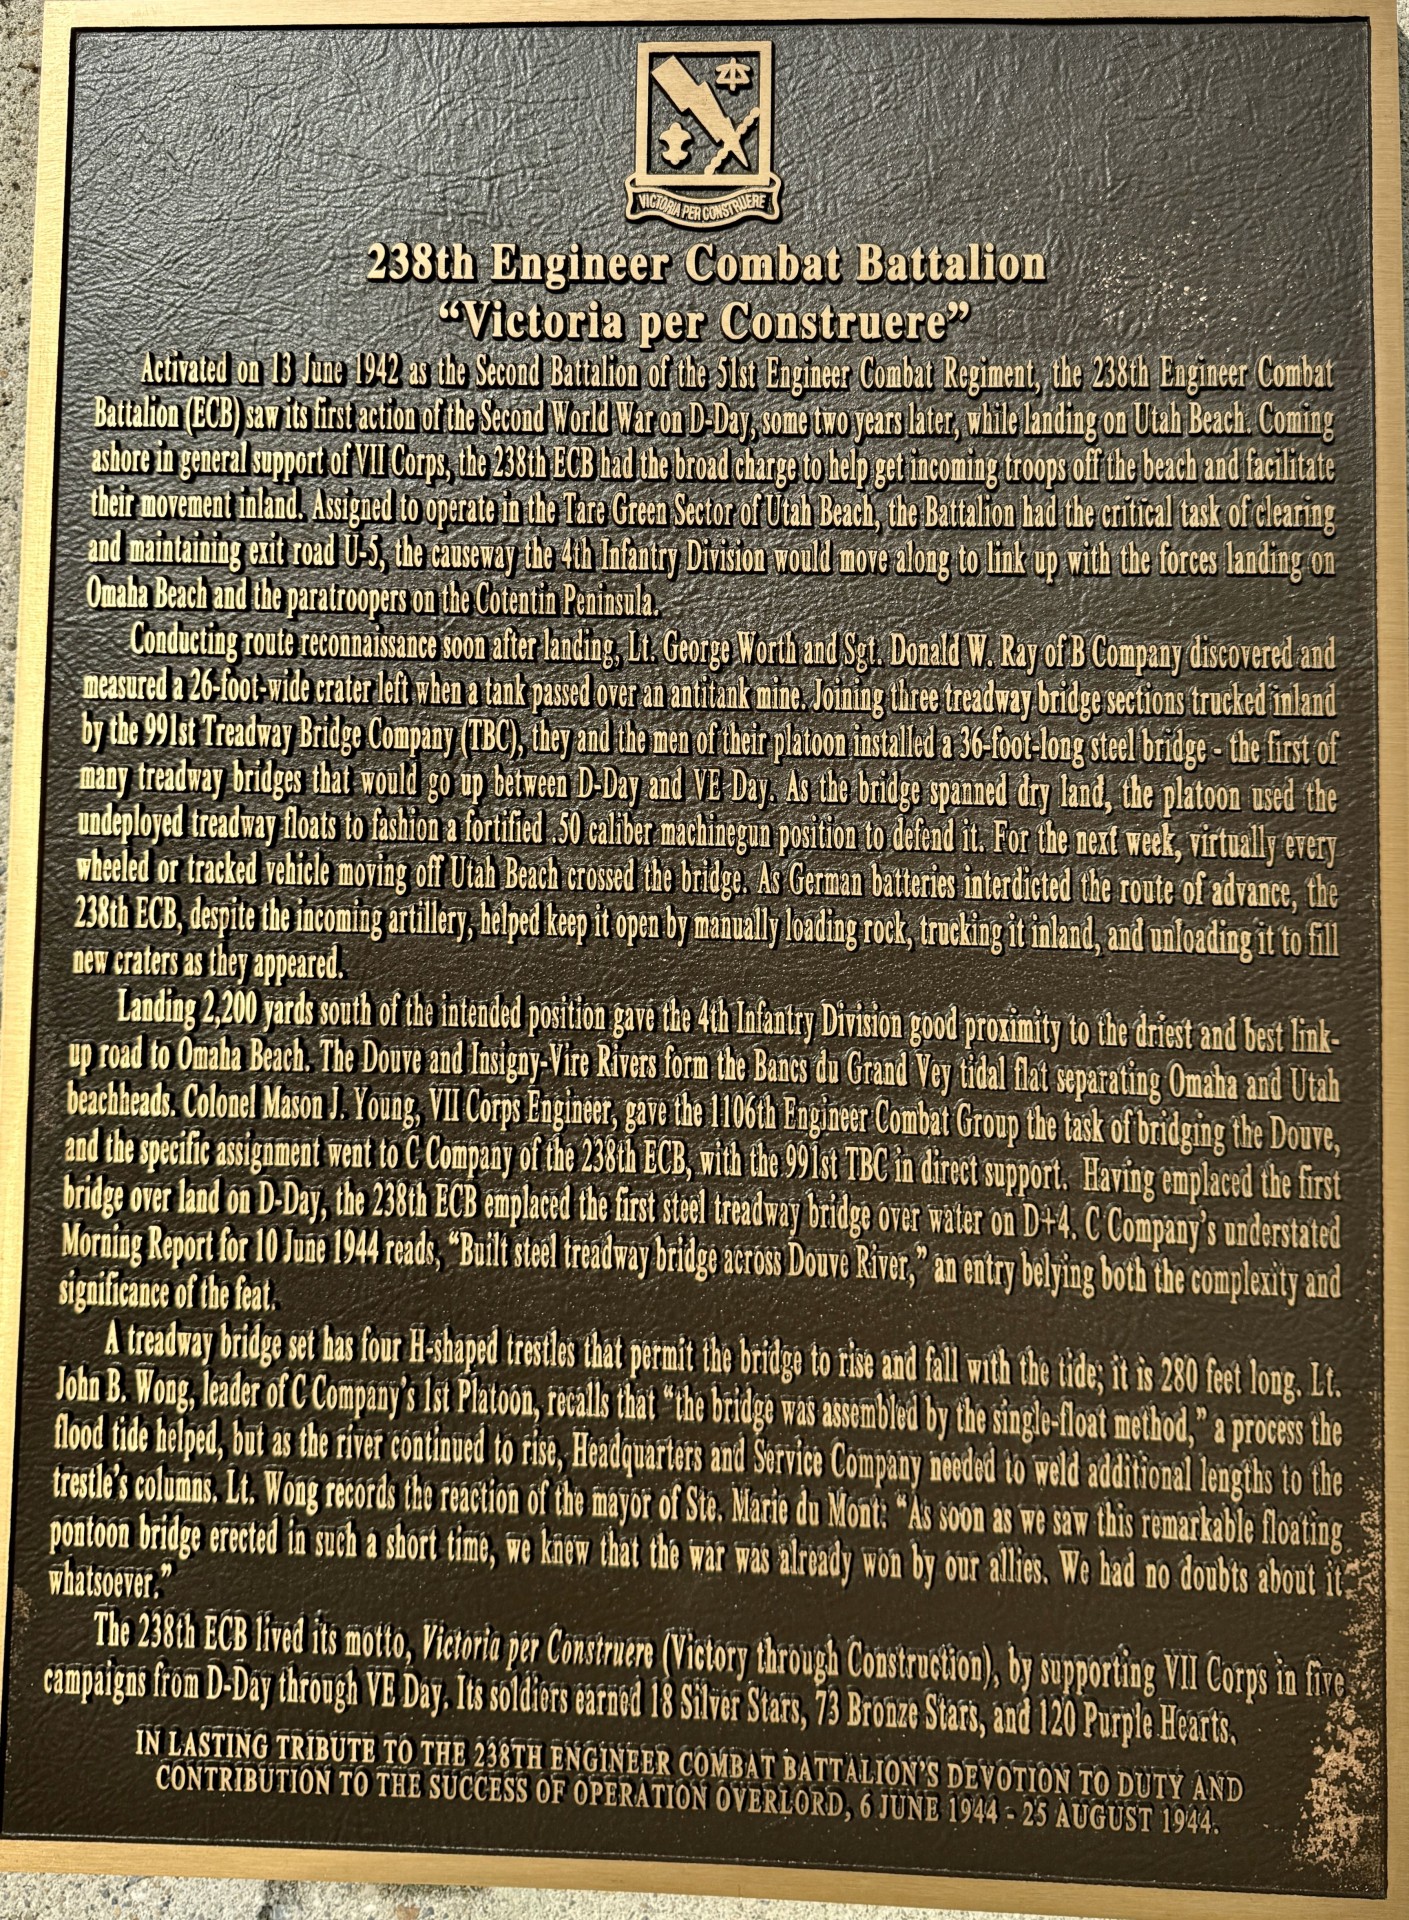 VICTORIA PER CONSTRUERE
238th Engineer Combat Battalion
“Victoria per Construere”
Activated on 13 June 1942 as the Second Battalion of the 51st Engineer Combat Regiment, the 238th Engineer Combat
Battalion (ECB) saw its first action of the Second World War on D-Day, some two years later, while landing on Utah Beach. Coming
ashore in general support of VII Corps, the 238th ECB had the broad charge to help get incoming troops off the beach and facilitate
their movement inland. Assigned to operate in the Tare Green Sector of Utah Beach, the Battalion had the critical task of clearing
and maintaining exit road U-5, the causeway the 4th Infantry Division would move along to link up with the forces landing on
Omaha Beach and the paratroopers on the Cotentin Peninsula.
Conducting route reconnaissance soon after landing, Lt. George Worth and Sgt. Donald W. Ray of B Company discovered and
measured a 26-foot-wide crater left when a tank passed over an antitank mine. Joining three treadway bridge sections trucked inland
by the 991st Treadway Bridge Company (TBC), they and the men of their platoon installed a 36-foot-long steel bridge - the first of
many treadway bridges that would go up between D-Day and VE Day. As the bridge spanned dry land, the platoon used the
undeployed treadway floats to fashion a fortified .50 caliber machinegun position to defend it. For the next week, virtually every
wheeled or tracked vehicle moving off Utah Beach crossed the bridge. As German batteries interdicted the route of advance, the
238th ECB, despite the incoming artillery, helped keep it open by manually loading rock, trucking it inland, and unloading it to fill
new craters as they appeared.
Landing 2,200 yards south of the intended position gave the 4th Infantry Division good proximity to the driest and best link-
up road to Omaha Beach. The Douve and Insigny-Vire Rivers form the Bancs du Grand Vey tidal flat separating Omaha and Utah
beachheads. Colonel Mason J. Young, VII Corps Engineer, gave the 1106th Engineer Combat Group the task of bridging the Douve,
and the specific assignment went to C Company of the 238th ECB, with the 991st TBC in direct support. Having emplaced the first
bridge over land on D-Day, the 238th ECB emplaced the first steel treadway bridge over water on D+4. C Company’s understated
Morning Report for 10 June 1944 reads, “Built steel treadway bridge across Douve River,” an entry belying both the complexity and
significance of the feat.
A treadway bridge set has four H-shaped trestles that permit the bridge to rise and fall with the tide; it is 280 feet long. Lt.
John B. Wong, leader of C Company’s 1st Platoon, recalls that “the bridge was assembled by the single-float method,” a process the
flood tide helped, but as the river continued to rise, Headquarters and Service Company needed to weld additional lengths to the
trestle’s columns. Lt. Wong records the reaction of the mayor of Ste. Marie du Mont: “As soon as we saw this remarkable floating
pontoon bridge erected in such a short time, we knew that the war was already won by our allies. We had no doubts about it
whatsoever.”
The 238th ECB lived its motto, Victoria per Construere (Victory through Construction), by supporting VII Corps in five
campaigns from D-Day through VE Day. Its soldiers earned 18 Silver Stars, 73 Bronze Stars, and 120 Purple Hearts.
IN LASTING TRIBUTE TO THE 238TH ENGINEER COMBAT BATTALION’S DEVOTION TO DUTY AND
CONTRIBUTION TO THE SUCCESS OF OPERATION OVERLORD, 6 JUNE 1944 - 25 AUGUST 1944.